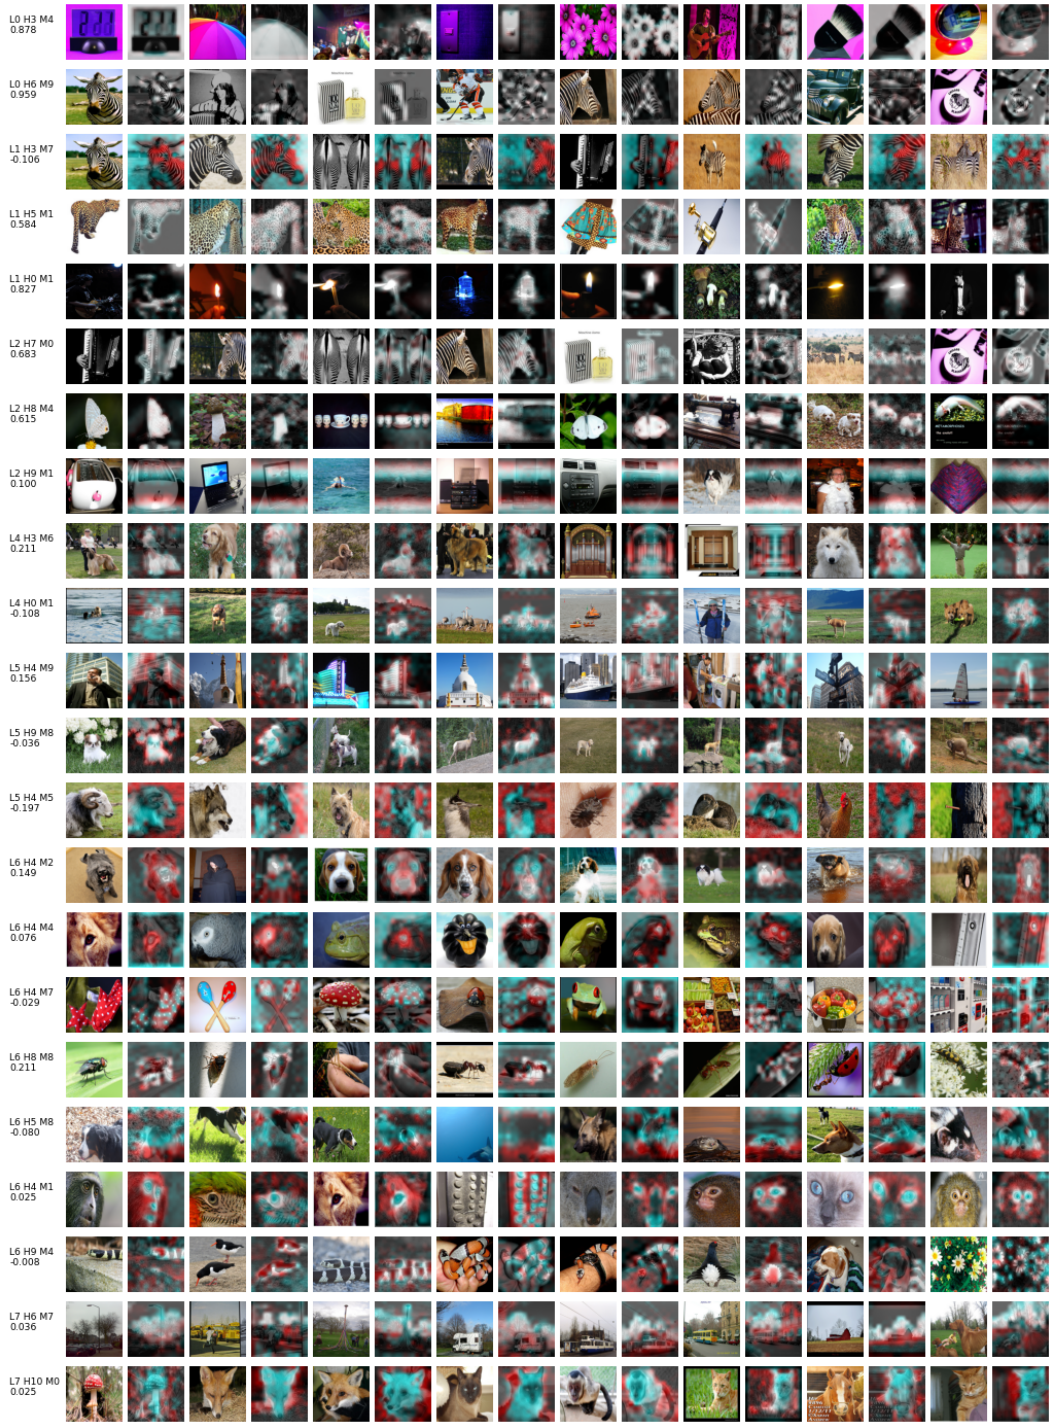 L0 H3 M4
0.878
L0 H6 M9
0.959
L1 H3 M7
-0.106
L1 H5 M1
0.584
L1 H0 M1
0.827
L2 H7 M0
0.683
L2 H8 M4
0.615
L2 H9 M1
0.100
L4 H3 M6
0.211
L4 H0 M1
-0.108
L5 H4 M9
0.156
L5 H9 M8
-0.036
L5 H4 M5
-0.197
L6 H4 M2
0.149
L6 H4 M4
0.076
L6 H4 M7
-0.029
L6 H8 M8
0.211
L6 H5 M8
-0.080
L6 H4 M1
0.025
L6 H9 M4
-0.008
L7 H6 M7
0.036
L7 H10 M0
0.025